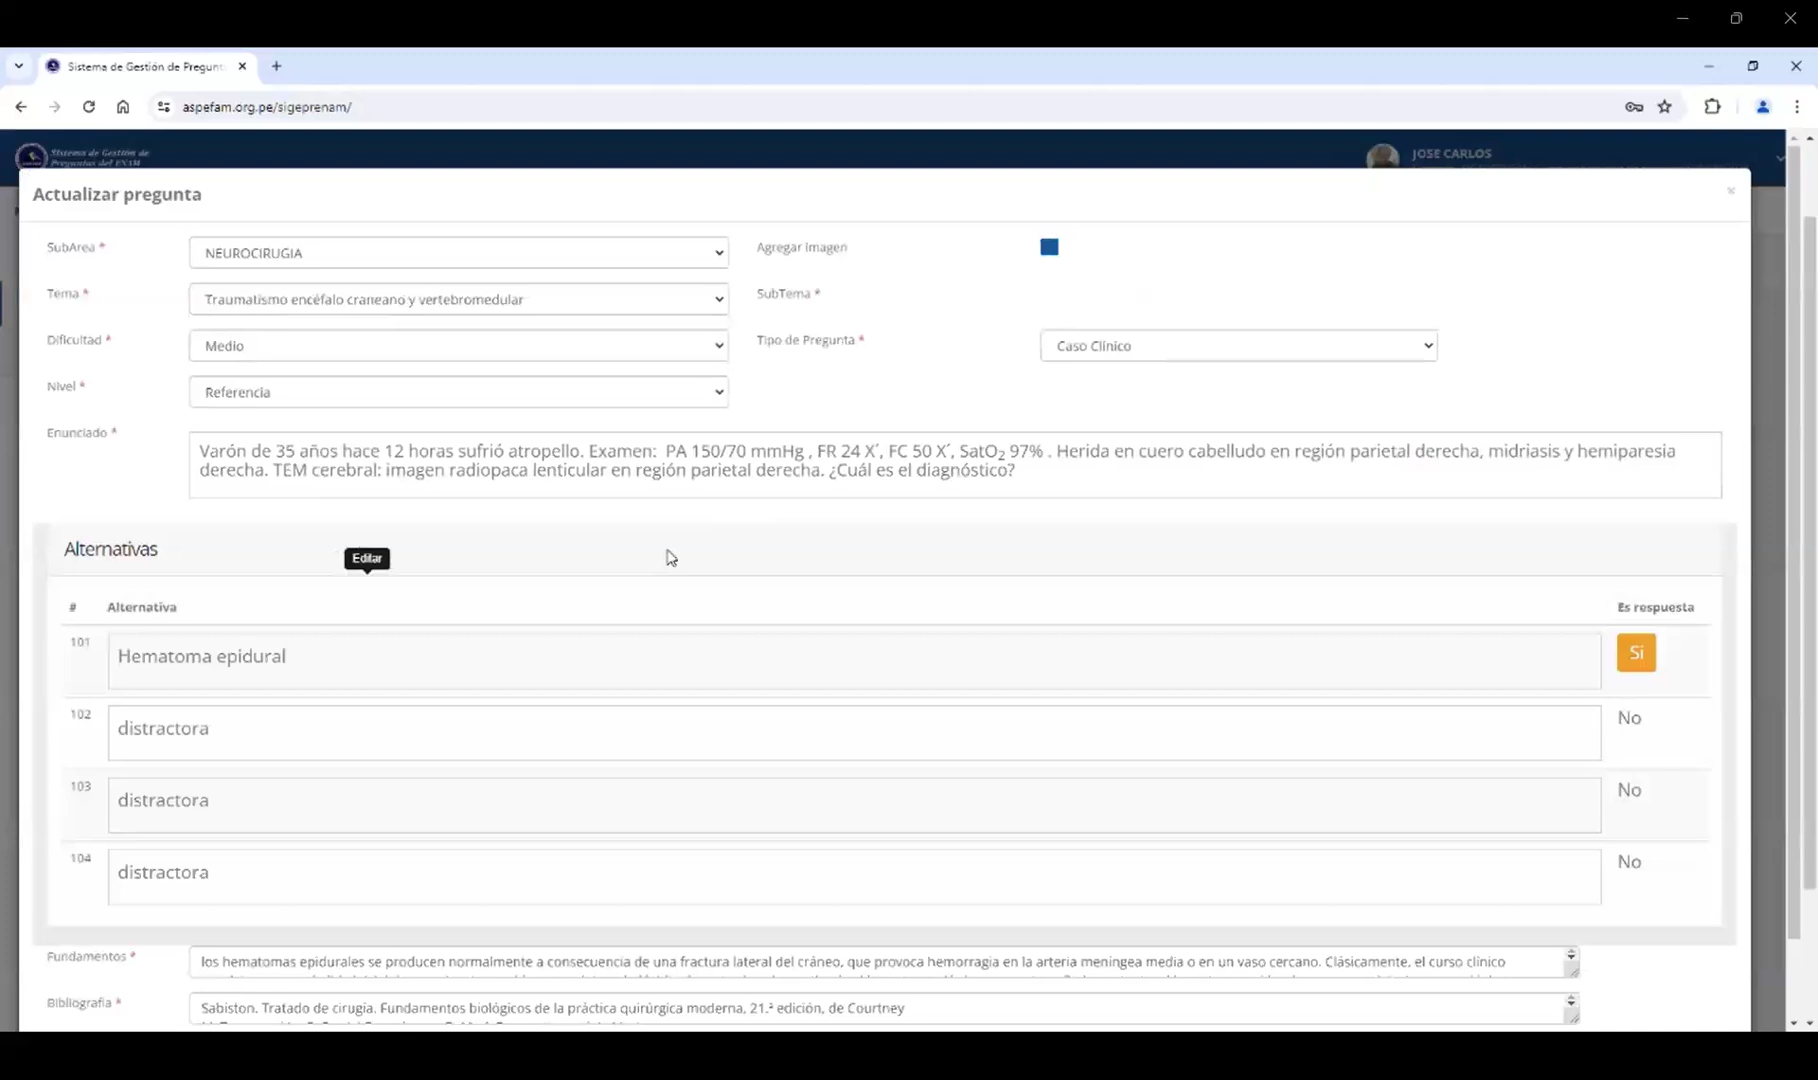 Sistema de Gestión de Pregunt
aspefam.org.pe/sigeprenam/
Sistema de Gestión de
Preguntas del ENAM
JOSE CARLOS
Actualizar pregunta
SubArea *
NEUROCIRUGIA
Agregar Imagen
Tema *
Traumatismo encéfalo craneano y vertebromedular
SubTema *
Dificultad *
Medio
Tipo de Pregunta *
Caso Clínico
Nivel *
Referencia
Enunciado *
Varón de 35 años hace 12 horas sufrió atropello. Examen: PA 150/70 mmHg , FR 24 X´, FC 50 X´, SatO2 97% . Herida en cuero cabelludo en región parietal derecha, midriasis y hemiparesia
derecha. TEM cerebral: imagen radiopaca lenticular en región parietal derecha. ¿Cuál es el diagnóstico?
Alternativas
Editar
# Alternativa Es respuesta
101 Hematoma epidural Si
102 distractora No
103 distractora No
104 distractora No
Fundamentos *
los hematomas epidurales se producen normalmente a consecuencia de una fractura lateral del cráneo, que provoca hemorragia en la arteria meníngea media o en un vaso cercano. Clásicamente, el curso clínico
Bibliografia *
Sabiston. Tratado de cirugía. Fundamentos biológicos de la práctica quirúrgica moderna, 21.ª edición, de Courtney